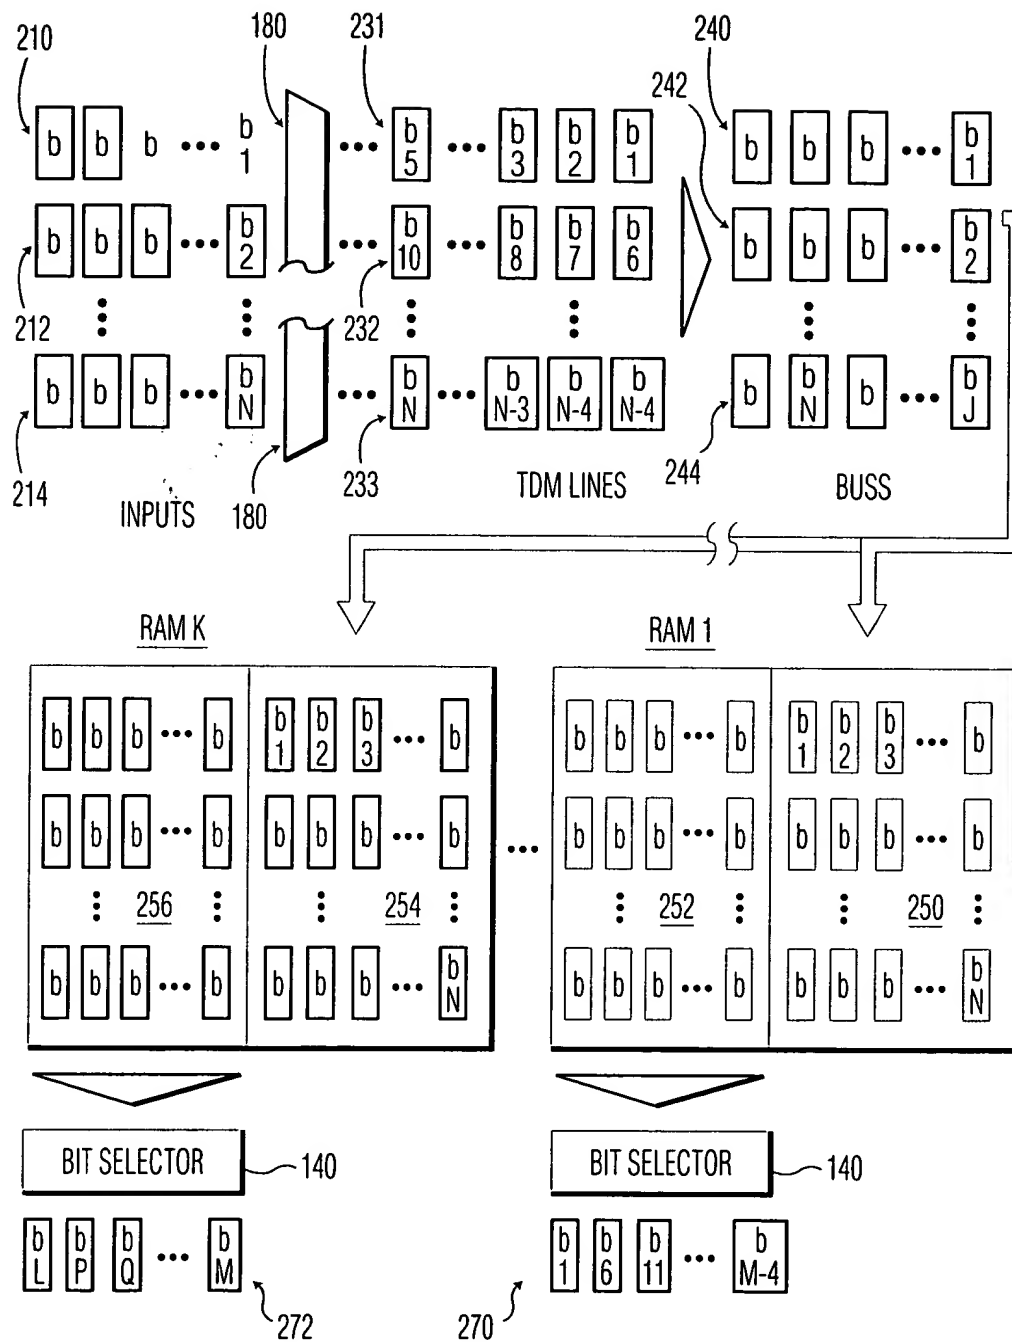 210 180 231 240
242
b b b ••• b 1 ••• b 5 ••• b 3 b 2 b 1 b b b ••• b 1
b b b ••• b 2 ••• b 10 ••• b 8 b 7 b 6 b b b ••• b 2
212 232
b b b ••• b N ••• b N ••• b N-3 b N-4 b N-4 b b N b ••• b J
214 INPUTS 180 233 TDM LINES 244 BUSS
RAM K RAM 1
b b b ••• b b 1 b 2 b 3 ••• b b b b ••• b b 1 b 2 b 3 ••• b
b b b ••• b b b b ••• b ••• b b b ••• b b b b ••• b
256 254 252 250
b b b ••• b b b b ••• b N b b b ••• b b b b ••• b N
BIT SELECTOR 140 BIT SELECTOR 140
b L b P b Q ••• b M b 1 b 6 b 11 ••• b M-4
272 270